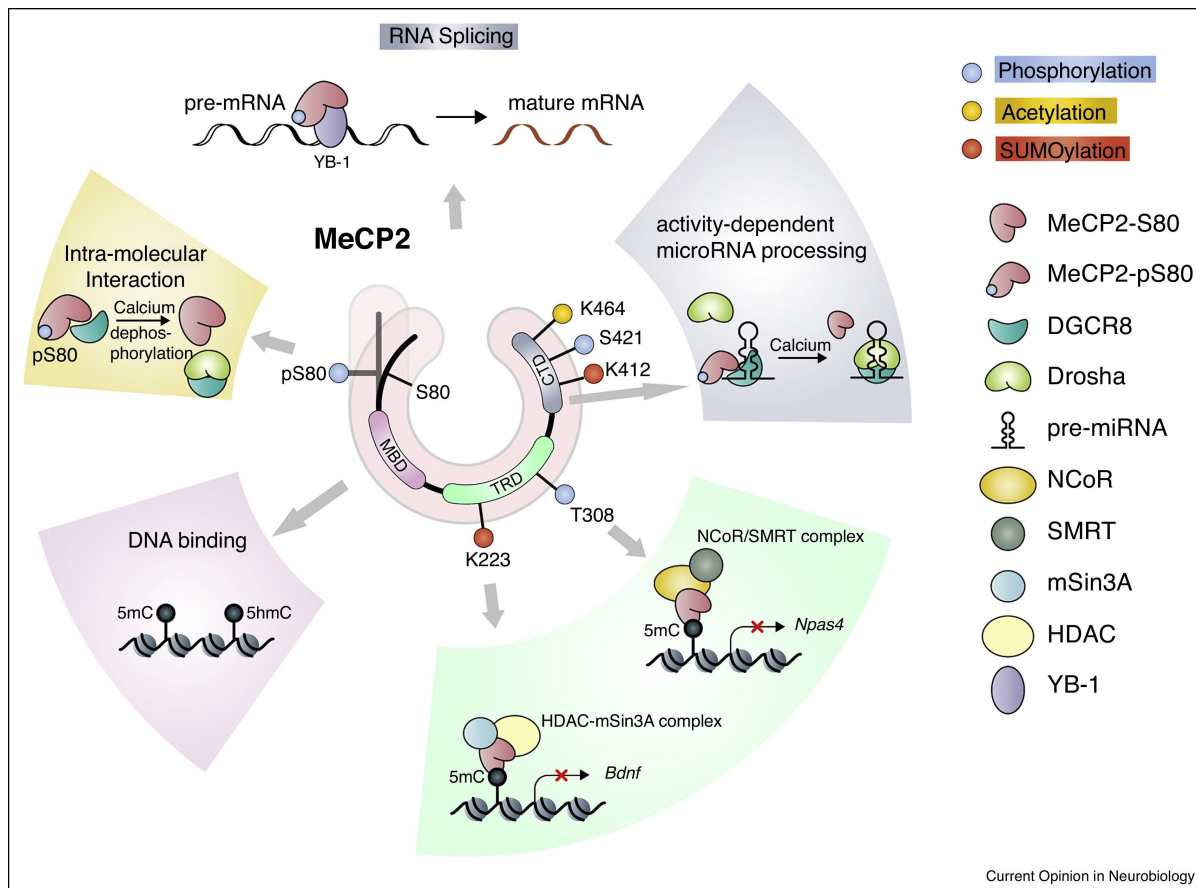 RNA Splicing
pre-mRNA
mature mRNA
YB-1
MeCP2
Intra-molecular
Interaction
Calcium
dephos-
phorylation
pS80
activity-dependent
microRNA processing
Calcium
pS80
S80
K464
S421
K412
CTD
MBD
TRD
T308
K223
DNA binding
5mC
5hmC
NCoR/SMRT complex
5mC
Npas4
HDAC-mSin3A complex
5mC
Bdnf
Phosphorylation
Acetylation
SUMOylation
MeCP2-S80
MeCP2-pS80
DGCR8
Drosha
pre-miRNA
NCoR
SMRT
mSin3A
HDAC
YB-1
Current Opinion in Neurobiology